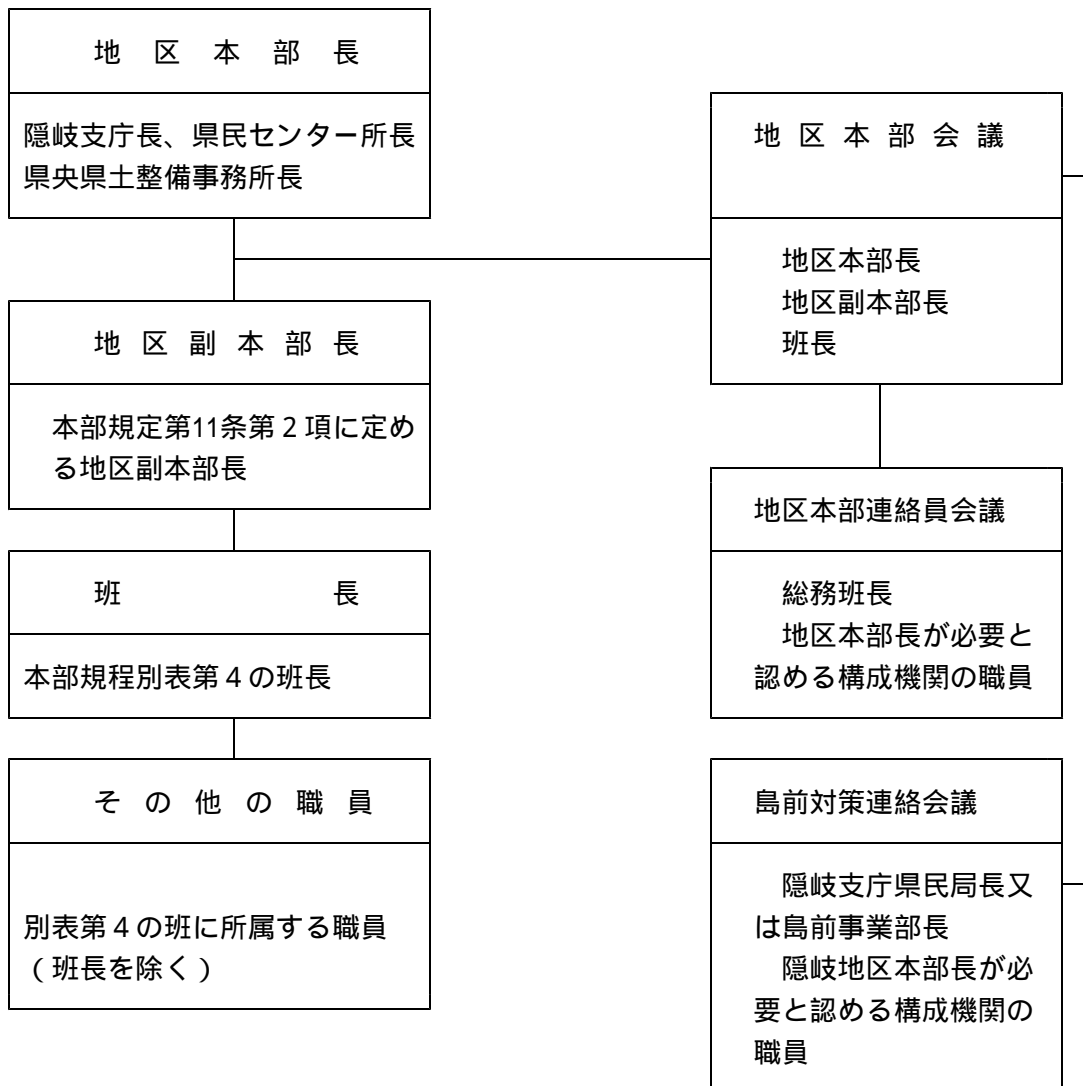 地区本部長
隠岐支庁長、県民センター所長
県央県土整備事務所長
地区副本部長
本部規定第11条第２項に定め
る地区副本部長
班長
本部規程別表第４の班長
その他の職員
別表第４の班に所属する職員
（班長を除く）
地区本部会議
地区本部長
地区副本部長
班長
地区本部連絡員会議
総務班長
地区本部長が必要と
認める構成機関の職員
島前対策連絡会議
隠岐支庁県民局長又
は島前事業部長
隠岐地区本部長が必
要と認める構成機関の
職員